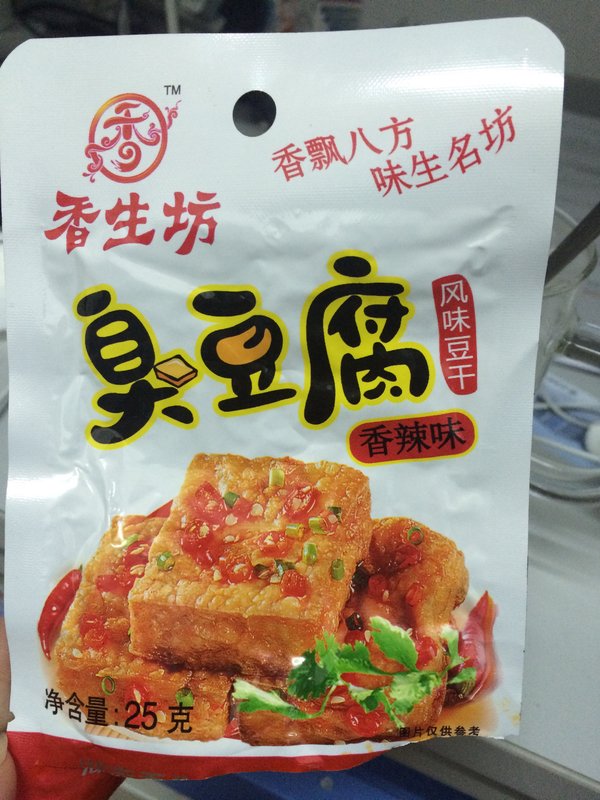 TM
香生坊
香飘八方
味生名坊
臭豆腐
风味豆干
香辣味
净含量:25克
图片仅供参考